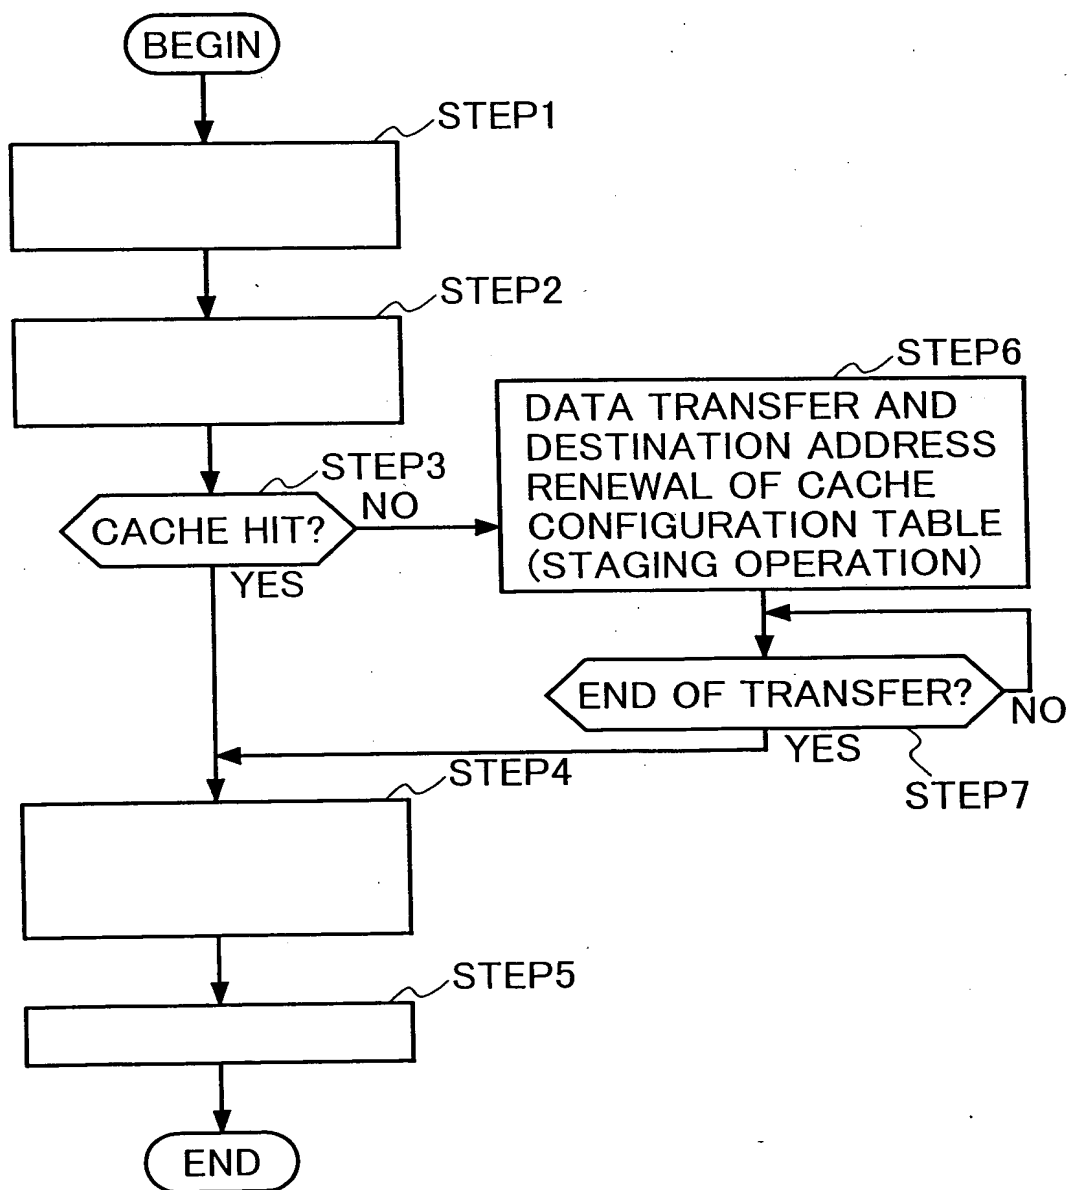 BEGIN
STEP1
STEP2
STEP3
CACHE HIT?
NO
YES
STEP6
DATA TRANSFER AND
DESTINATION ADDRESS
RENEWAL OF CACHE
CONFIGURATION TABLE
(STAGING OPERATION)
END OF TRANSFER?
NO
YES
STEP7
STEP4
STEP5
END